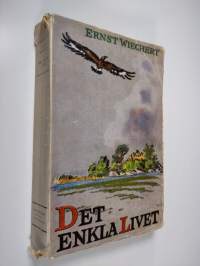 ERNST WIECHERT
DET
ENKLA LIVET